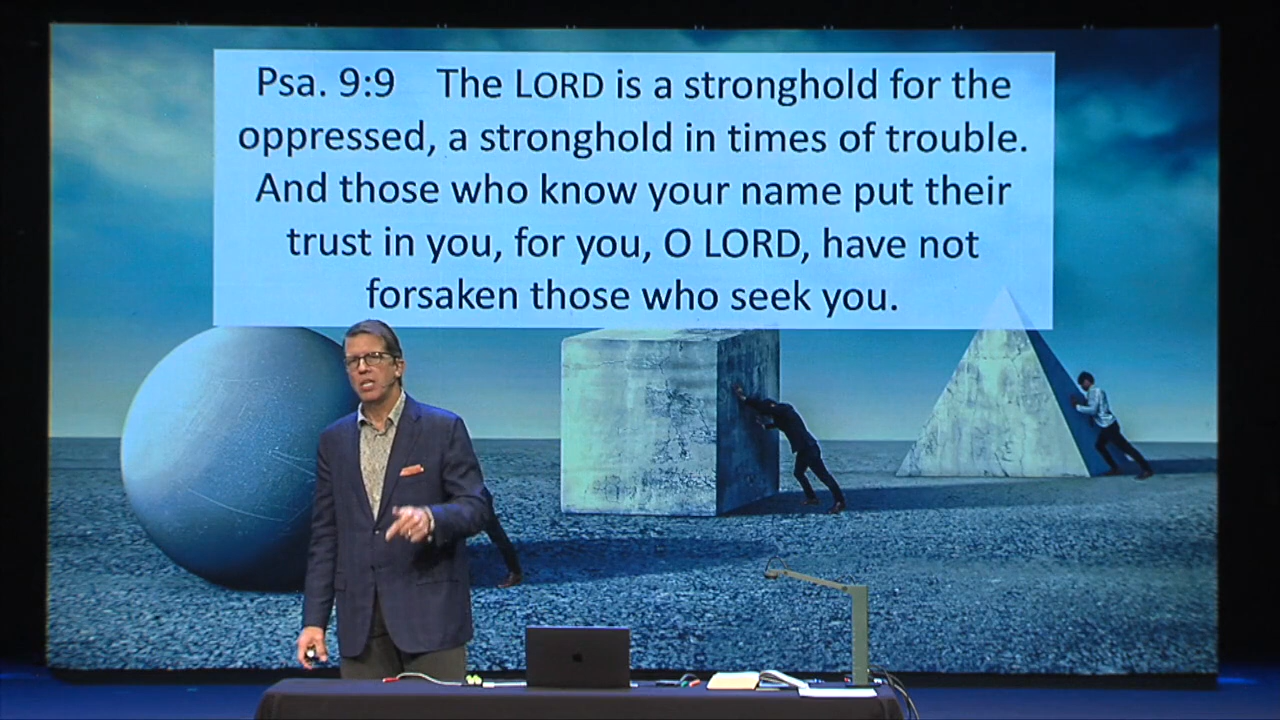 Psa. 9:9 The LORD is a stronghold for the
oppressed, a stronghold in times of trouble.
And those who know your name put their
trust in you, for you, O LORD, have not
forsaken those who seek you.